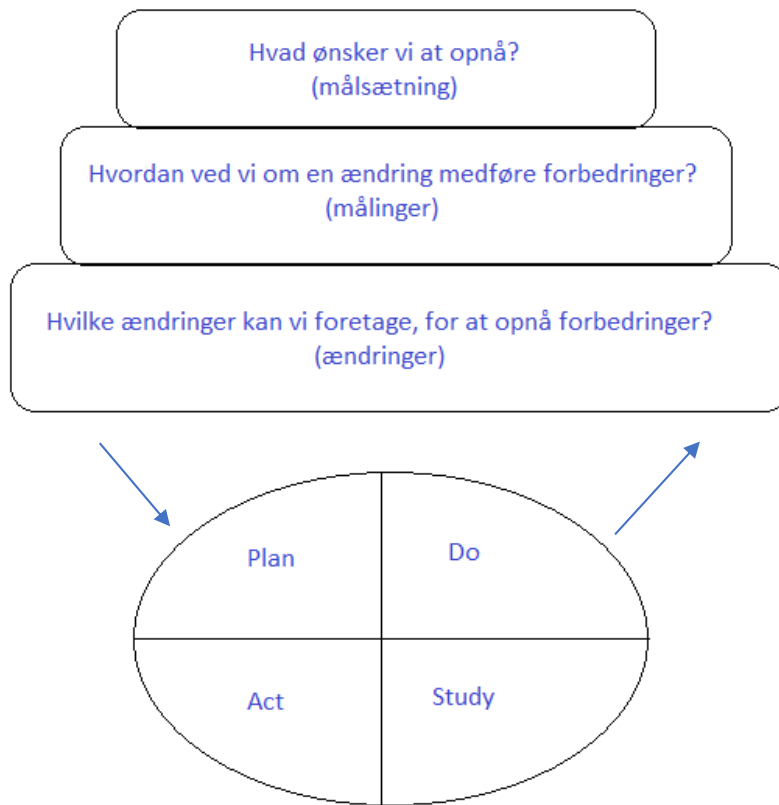 Hvad ønsker vi at opnå?
(målsætning)
Hvordan ved vi om en ændring medføre forbedringer?
(målinger)
Hvilke ændringer kan vi foretage, for at opnå forbedringer?
(ændringer)
Plan
Do
Act
Study